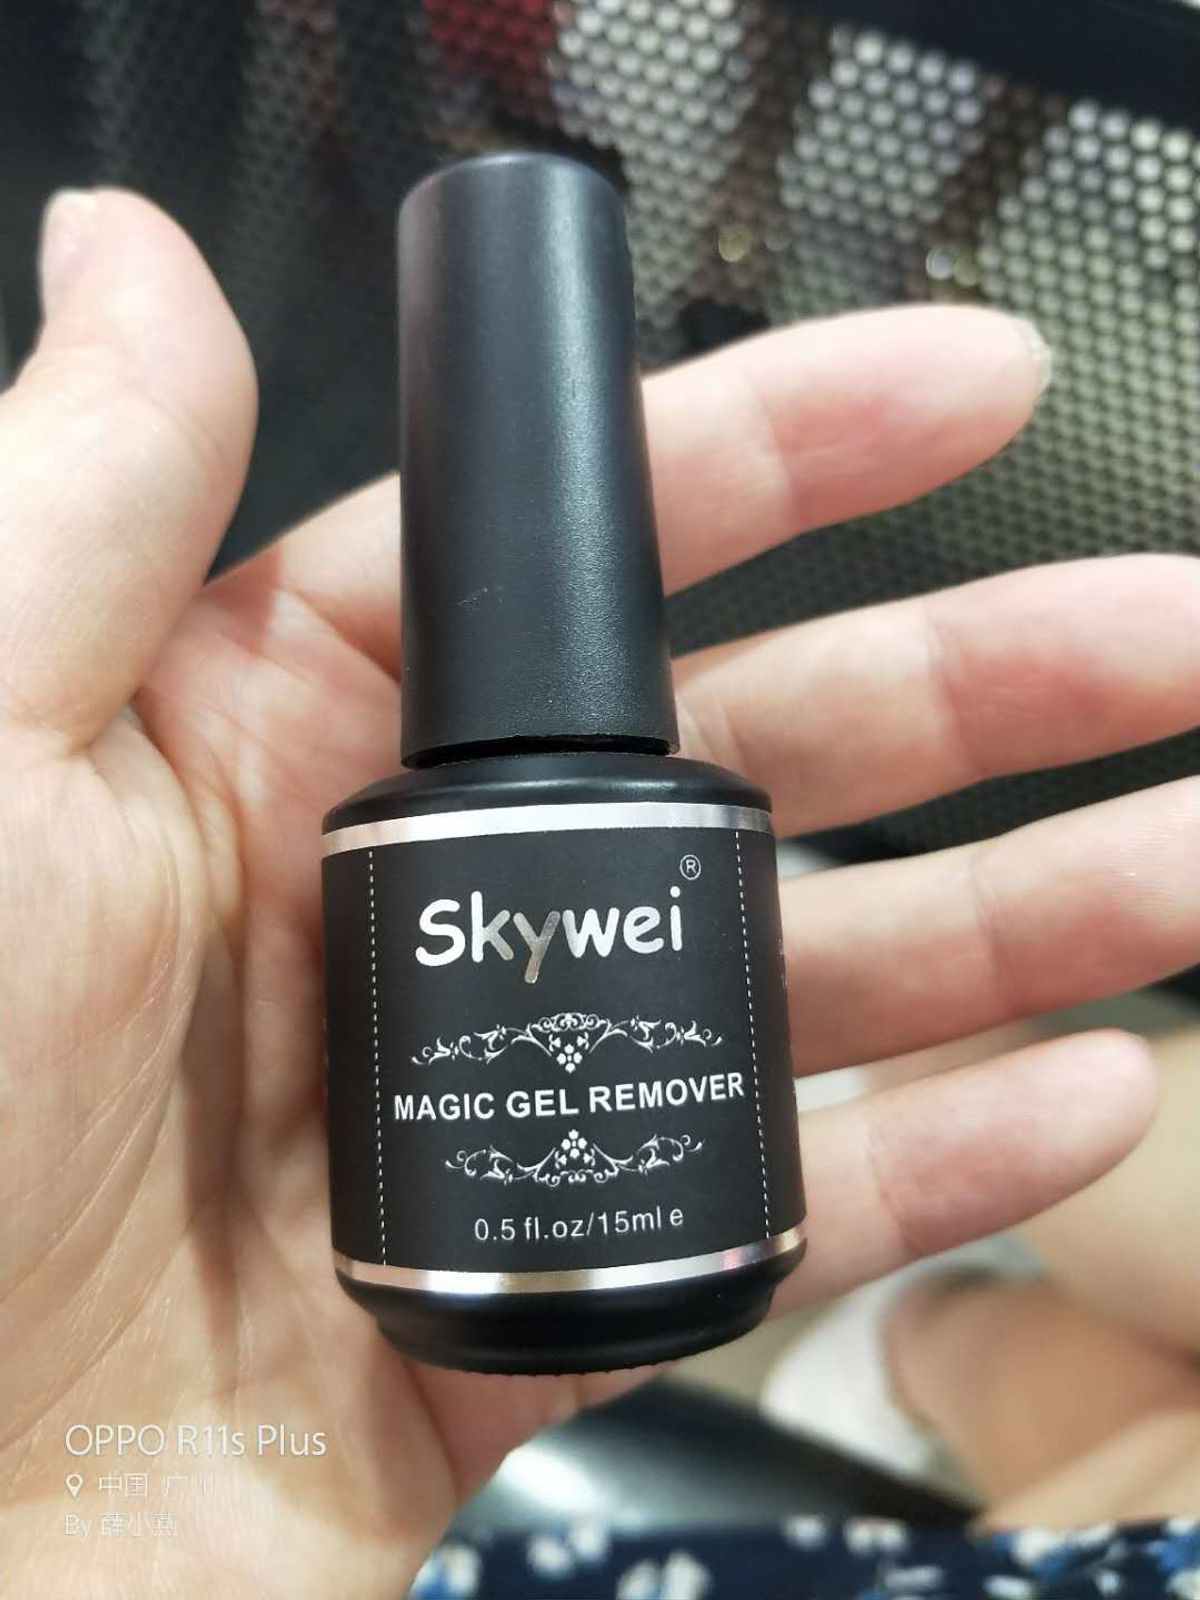 Skywei®
MAGIC GEL REMOVER
0.5 fl.oz/15ml e
OPPO R11s Plus
中国 广州
By 薛小燕